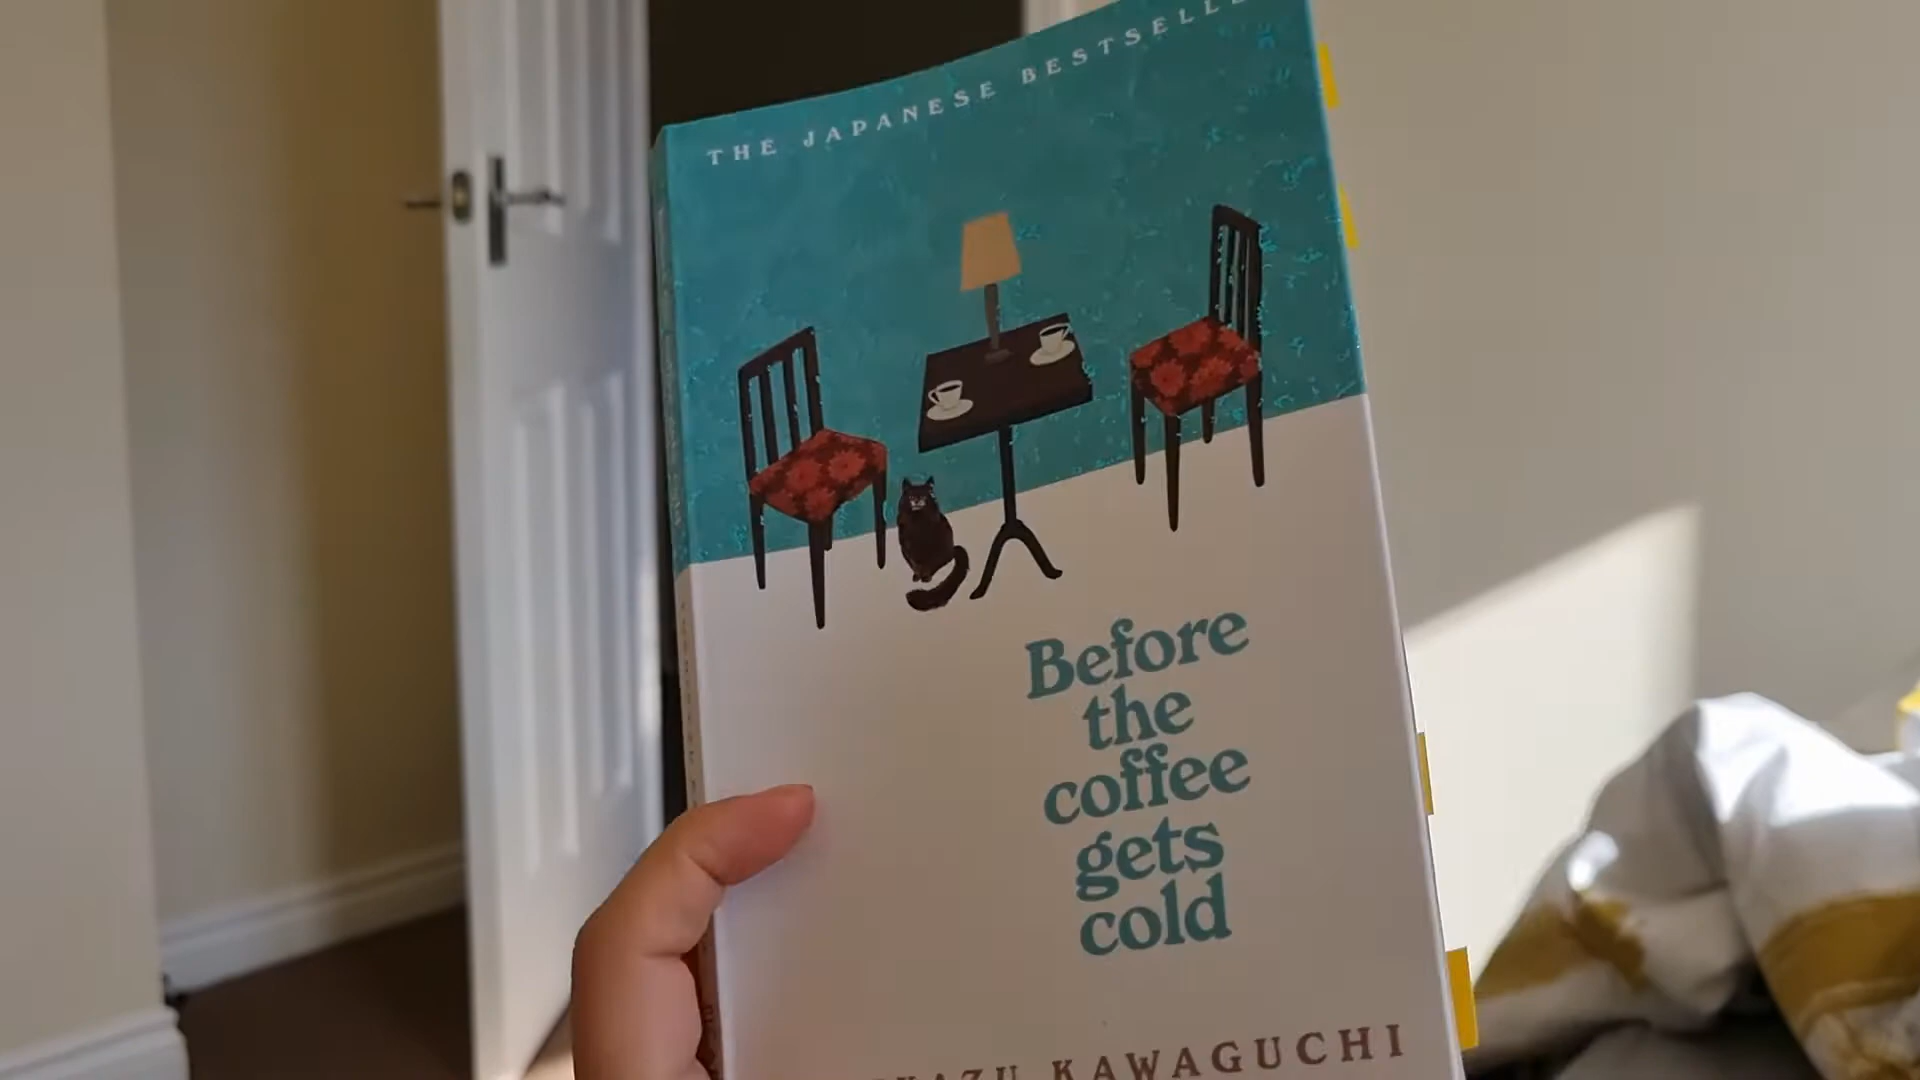 THE JAPANESE BESTSELLE
Before
the
coffee
gets
cold
KAWAGUCHI